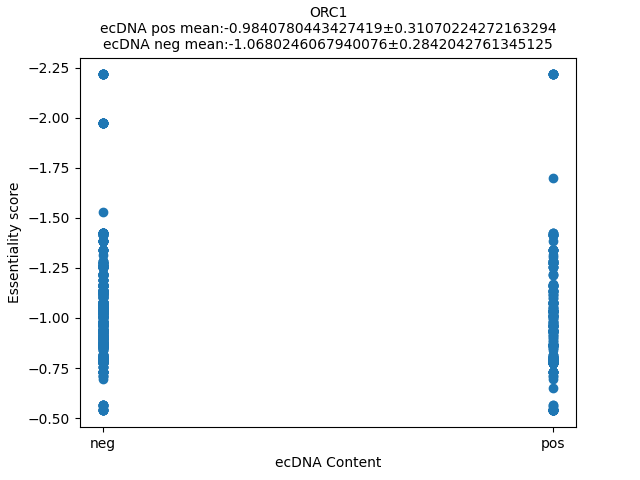 ORC1
ecDNA pos mean:-0.9840780443427419±0.31070224272163294
ecDNA neg mean:-1.0680246067940076±0.2842042761345125
−2.25
−2.00
−1.75
−1.50
−1.25
−1.00
−0.75
−0.50
Essentiality score
neg
pos
ecDNA Content